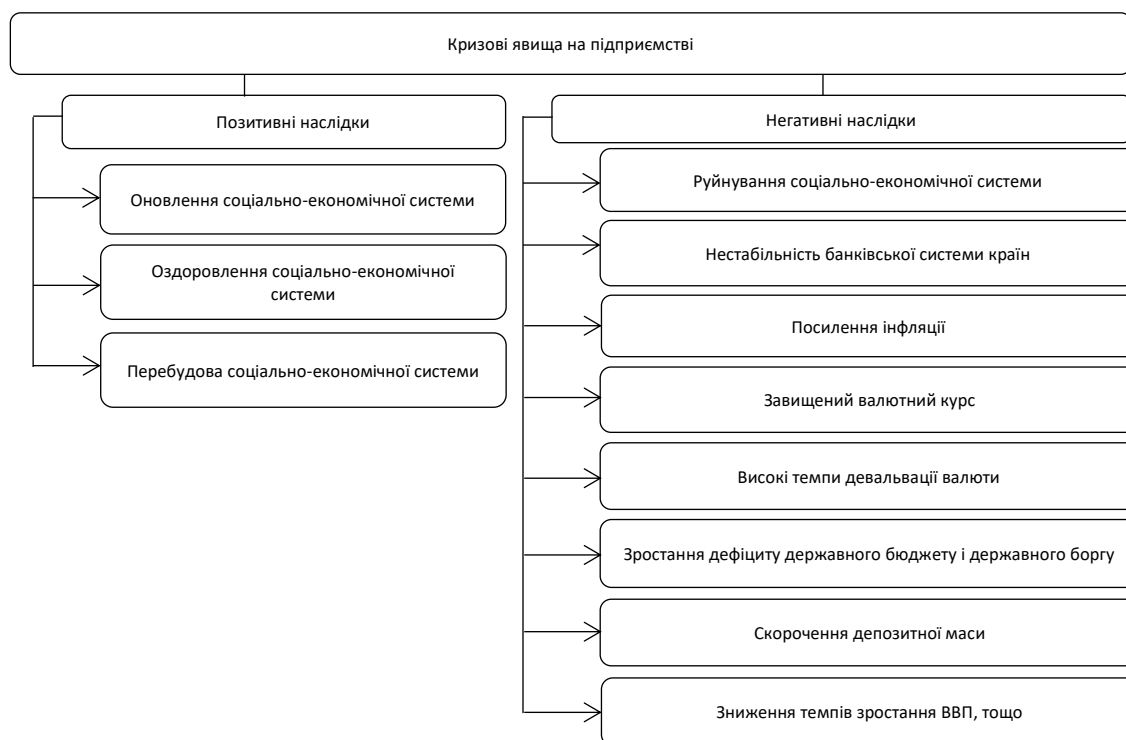 Кризові явища на підприємстві
Позитивні наслідки
Оновлення соціально-економічної системи
Оздоровлення соціально-економічної
системи
Перебудова соціально-економічної системи
Негативні наслідки
Руйнування соціально-економічної системи
Нестабільність банківської системи країн
Посилення інфляції
Завищений валютний курс
Високі темпи девальвації валюти
Зростання дефіциту державного бюджету і державного боргу
Скорочення депозитної маси
Зниження темпів зростання ВВП, тощо